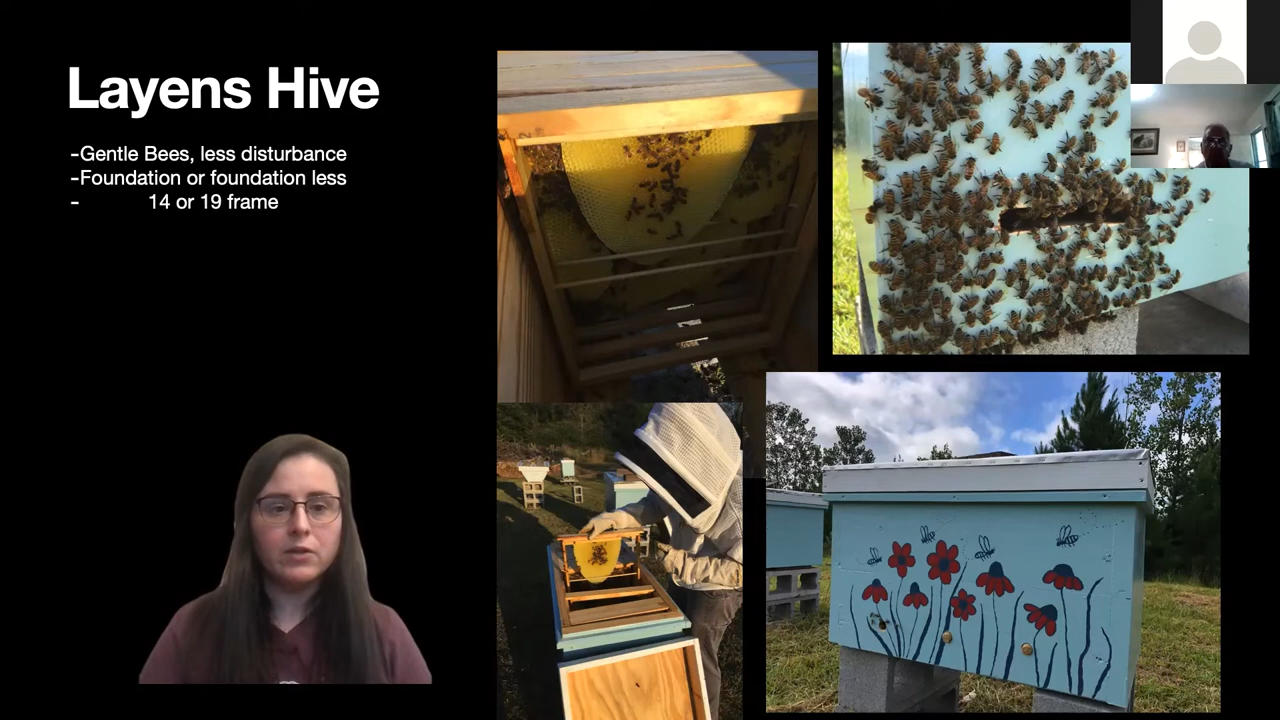 Layens Hive
-Gentle Bees, less disturbance
-Foundation or foundation less
- 14 or 19 frame